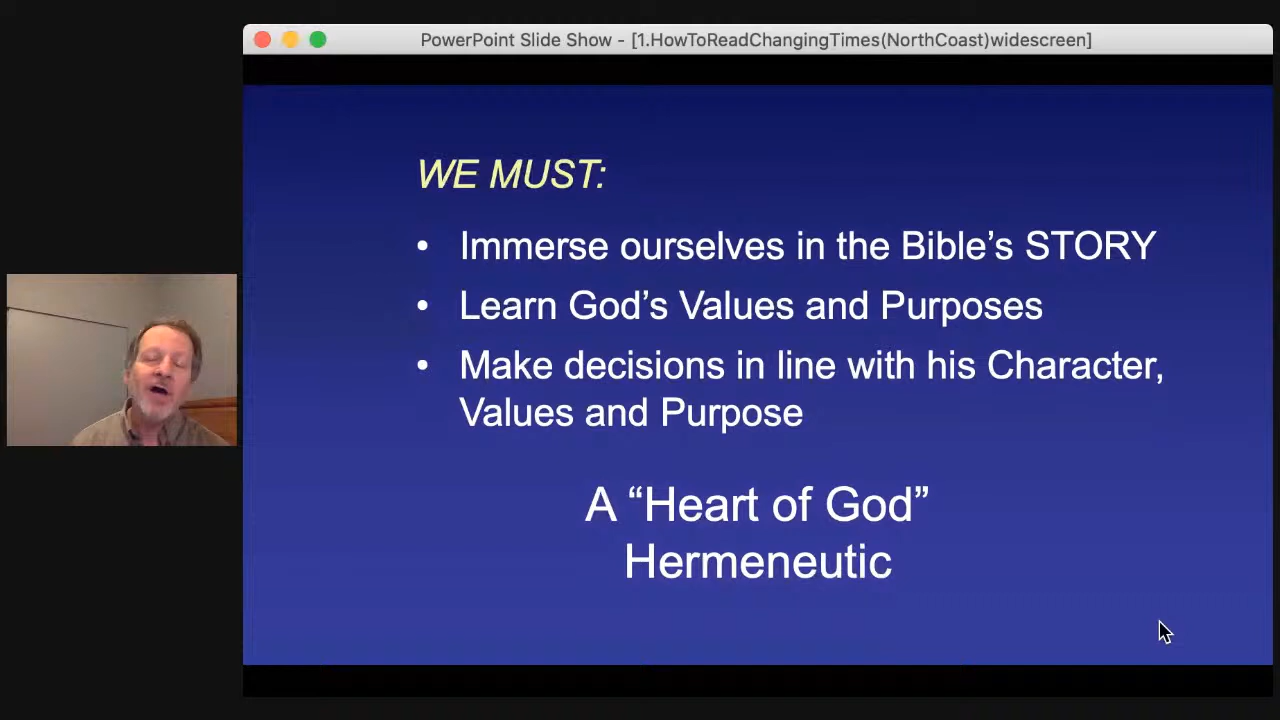 PowerPoint Slide Show - [1.HowToReadChangingTimes(NorthCoast)widescreen]
WE MUST:
• Immerse ourselves in the Bible’s STORY
• Learn God’s Values and Purposes
• Make decisions in line with his Character,
Values and Purpose
A “Heart of God”
Hermeneutic